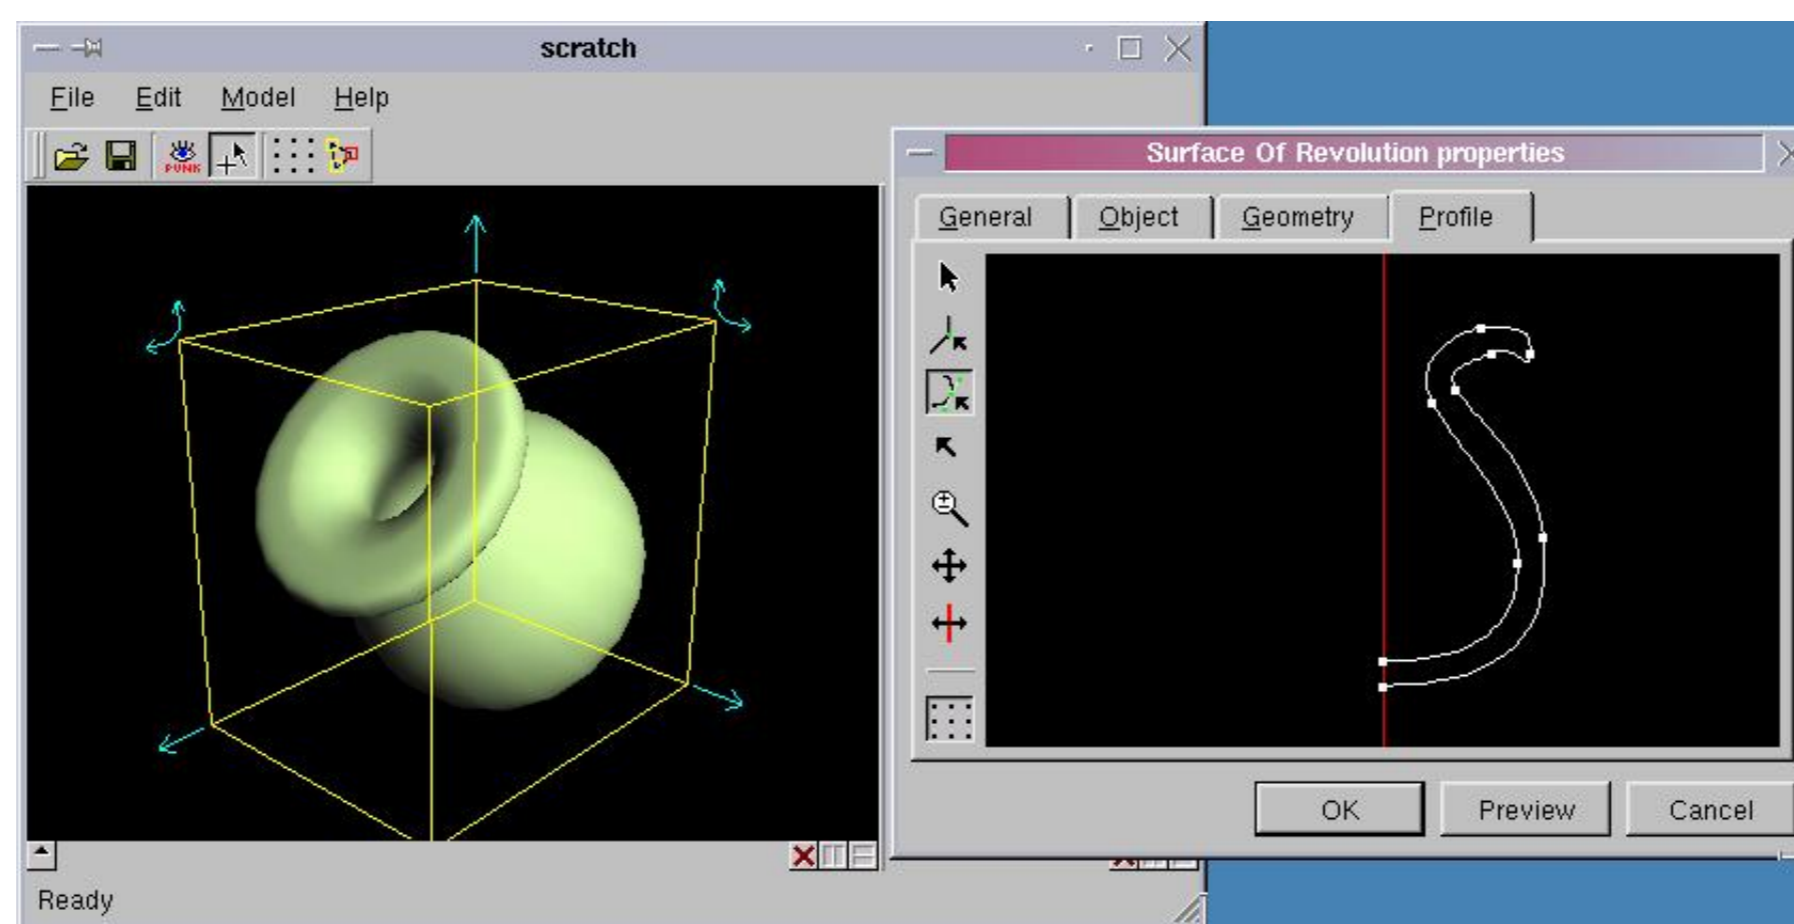 scratch
File Edit Model Help
PUNK
Surface Of Revolution properties
General Object Geometry Profile
OK Preview Cancel
Ready